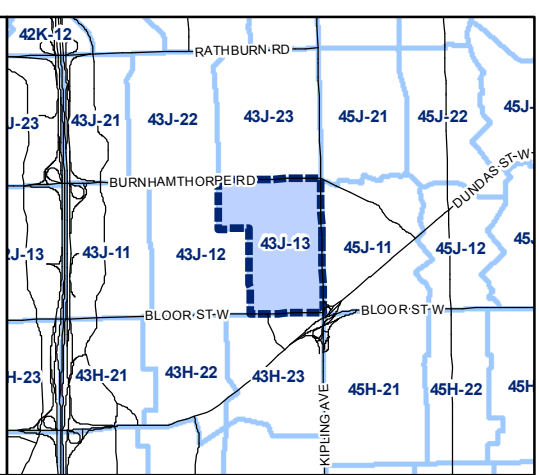 42K-12
RATHBURN RD
J-23
43J-21
43J-22
43J-23
45J-21
45J-22
45J-
BURNHAMTHORPE RD
DUNDAS ST W
J-13
43J-11
43J-12
43J-13
45J-11
45J-12
45J
BLOOR ST W
BLOOR ST W
H-23
43H-21
43H-22
43H-23
45H-21
45H-22
45H
KIPLING AVE